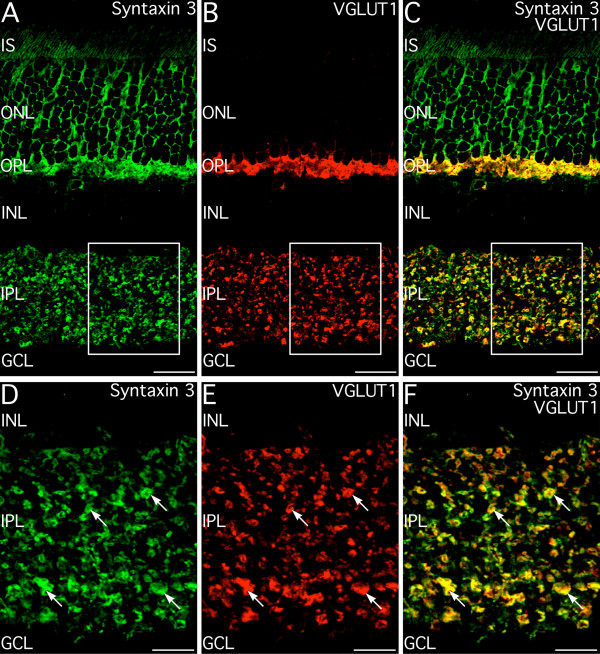 A Syntaxin 3
IS
ONL
OPL
INL
IPL
GCL
B VGLUT1
IS
ONL
OPL
INL
IPL
GCL
C Syntaxin 3
VGLUT1
IS
ONL
OPL
INL
IPL
GCL
D Syntaxin 3
INL
IPL
GCL
E VGLUT1
INL
IPL
GCL
F Syntaxin 3
VGLUT1
INL
IPL
GCL